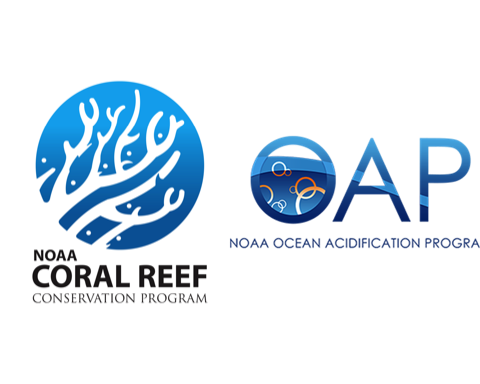 NOAA
CORAL REEF
CONSERVATION PROGRAM
OAP
NOAA OCEAN ACIDIFICATION PROGRA